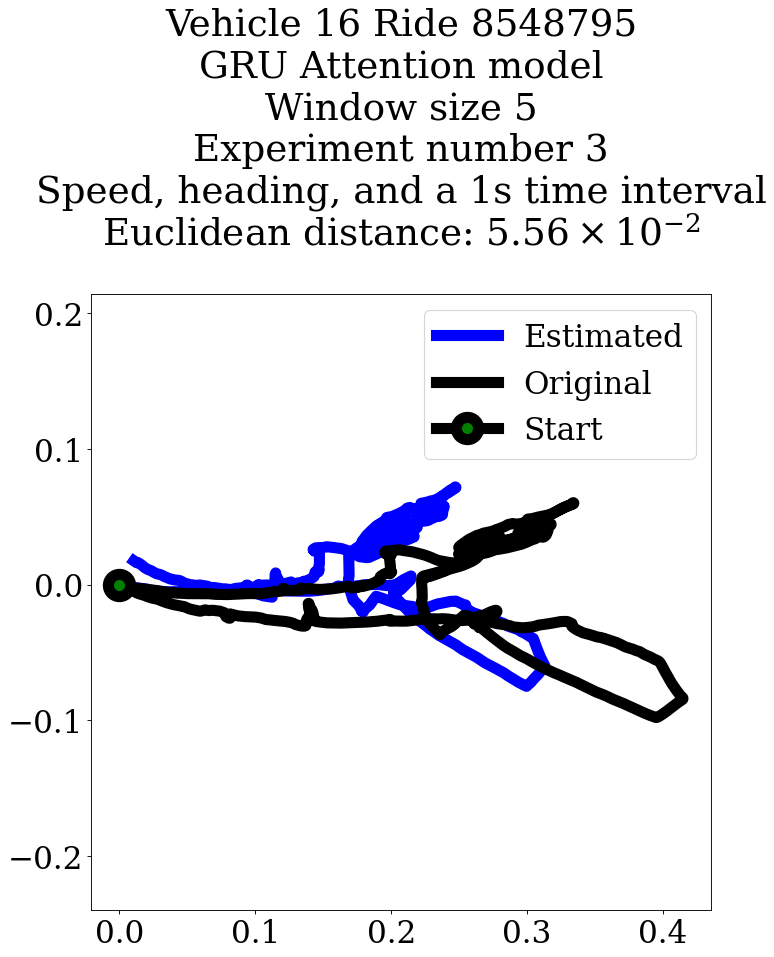 Vehicle 16 Ride 8548795
GRU Attention model
Window size 5
Experiment number 3
Speed, heading, and a 1s time interval
Euclidean distance: 5.56 × 10⁻²
Estimated
Original
Start
0.2
0.1
0.0
−0.1
−0.2
0.0 0.1 0.2 0.3 0.4